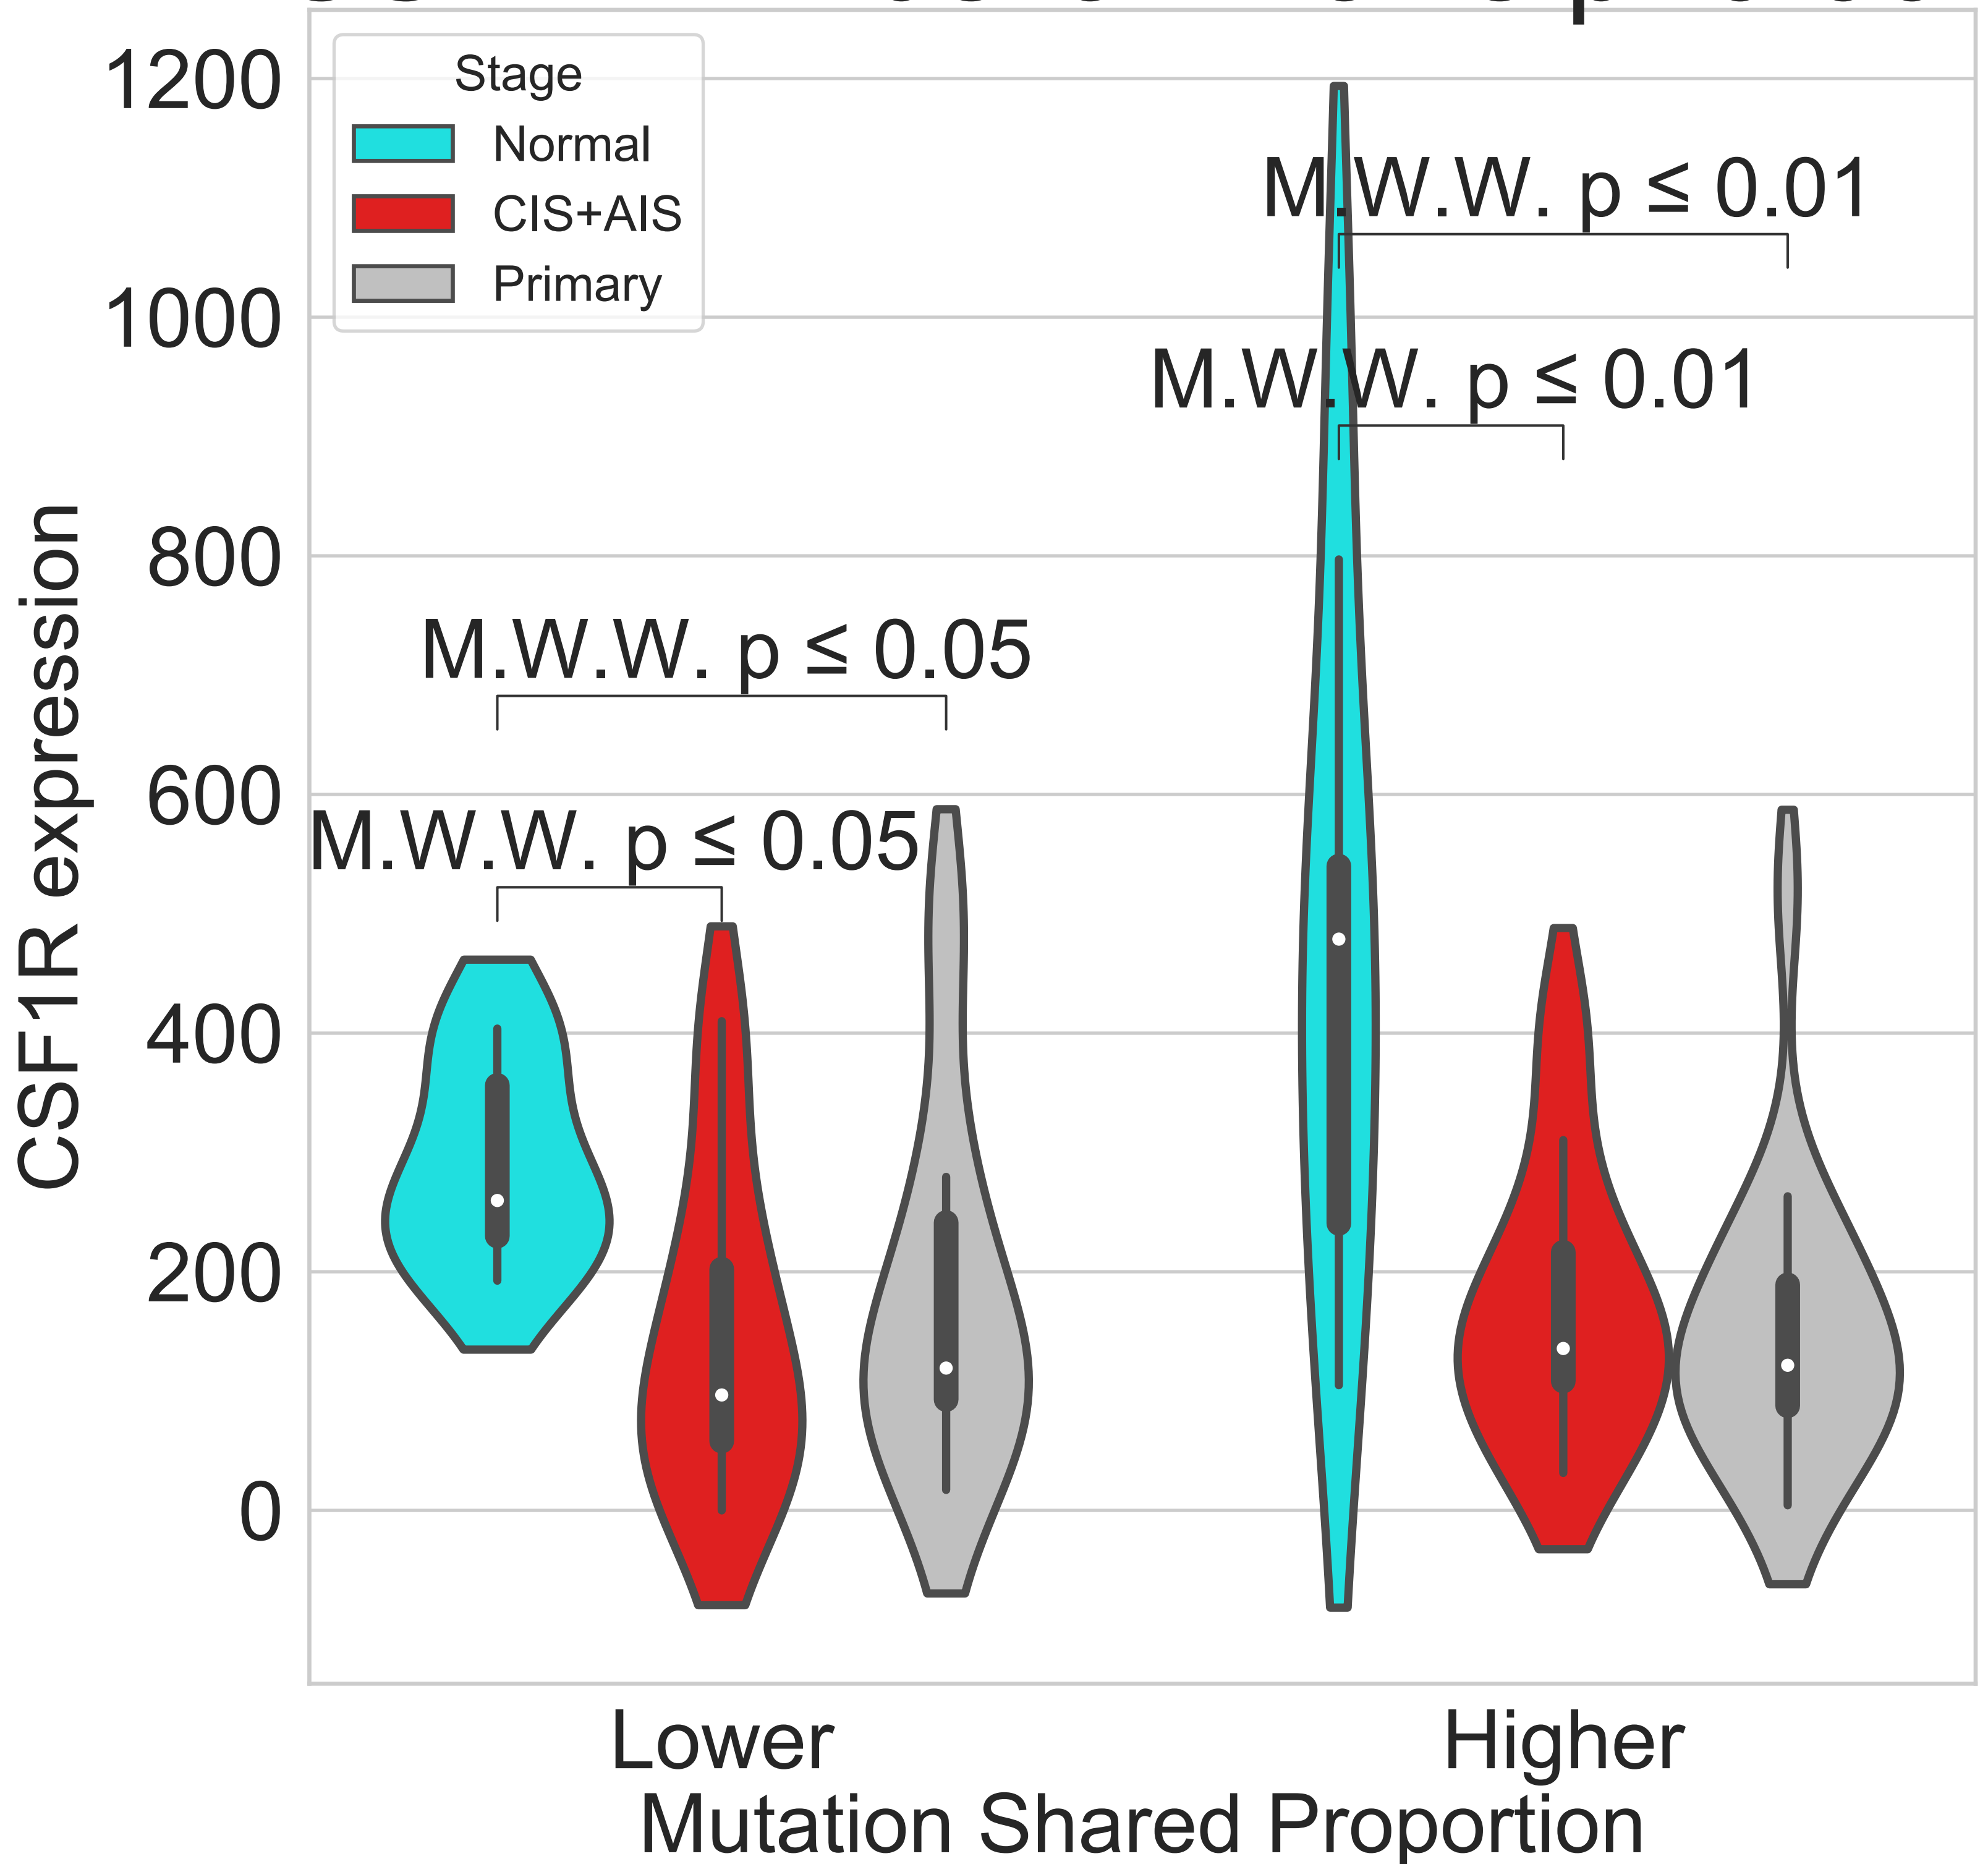 Stage
Normal
CIS+AIS
Primary
1200
1000
800
600
400
200
0
CSF1R expression
M.W.W. p ≤ 0.01
M.W.W. p ≤ 0.01
M.W.W. p ≤ 0.05
M.W.W. p ≤ 0.05
Lower
Higher
Mutation Shared Proportion